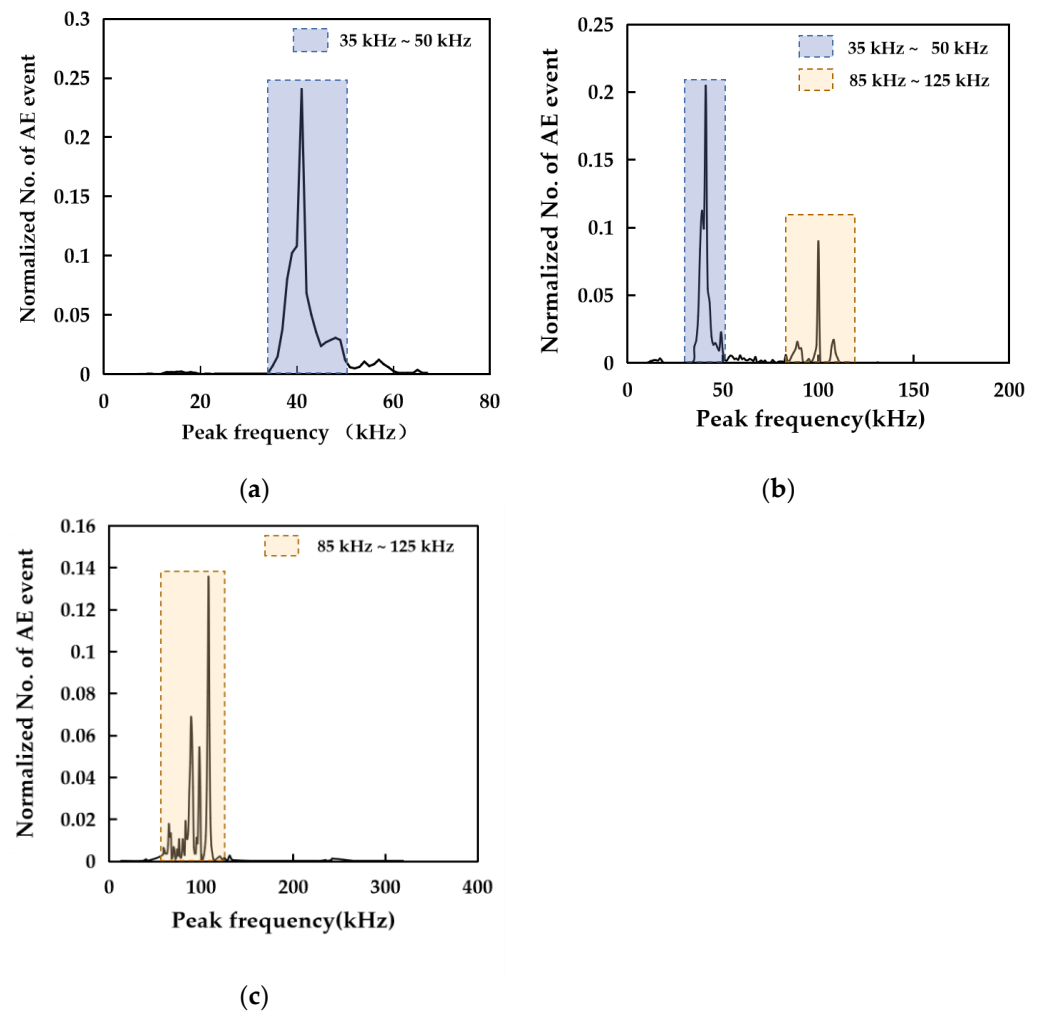 0.3
0.25
0.2
0.15
0.1
0.05
0
Normalized No. of AE event
35 kHz ~ 50 kHz
0 20 40 60 80
Peak frequency （kHz）
(a)
0.25
0.2
0.15
0.1
0.05
0
Normalized No. of AE event
35 kHz ~ 50 kHz
85 kHz ~ 125 kHz
0 50 100 150 200
Peak frequency(kHz)
(b)
0.16
0.14
0.12
0.1
0.08
0.06
0.04
0.02
0
Normalized No. of AE event
85 kHz ~ 125 kHz
0 100 200 300 400
Peak frequency(kHz)
(c)